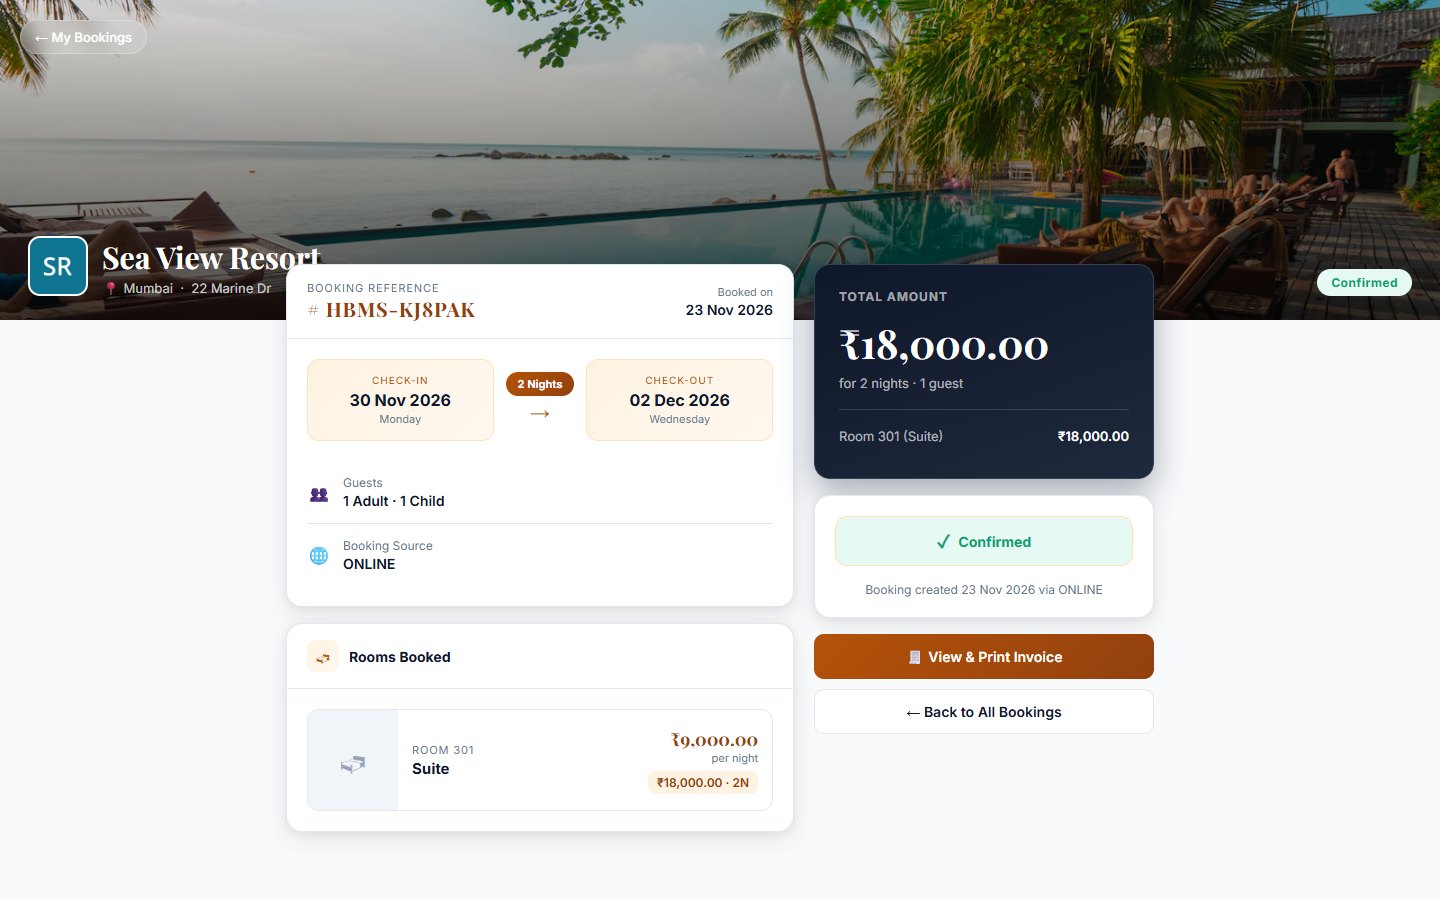 ← My Bookings
SR
Sea View Resort
Mumbai · 22 Marine Dr
Confirmed
BOOKING REFERENCE
# HBMS-KJ8PAK
Booked on
23 Nov 2026
CHECK-IN
30 Nov 2026
Monday
2 Nights
→
CHECK-OUT
02 Dec 2026
Wednesday
Guests
1 Adult · 1 Child
Booking Source
ONLINE
Rooms Booked
ROOM 301
Suite
₹9,000.00
per night
₹18,000.00 · 2N
TOTAL AMOUNT
₹18,000.00
for 2 nights · 1 guest
Room 301 (Suite) ₹18,000.00
✓ Confirmed
Booking created 23 Nov 2026 via ONLINE
View & Print Invoice
← Back to All Bookings